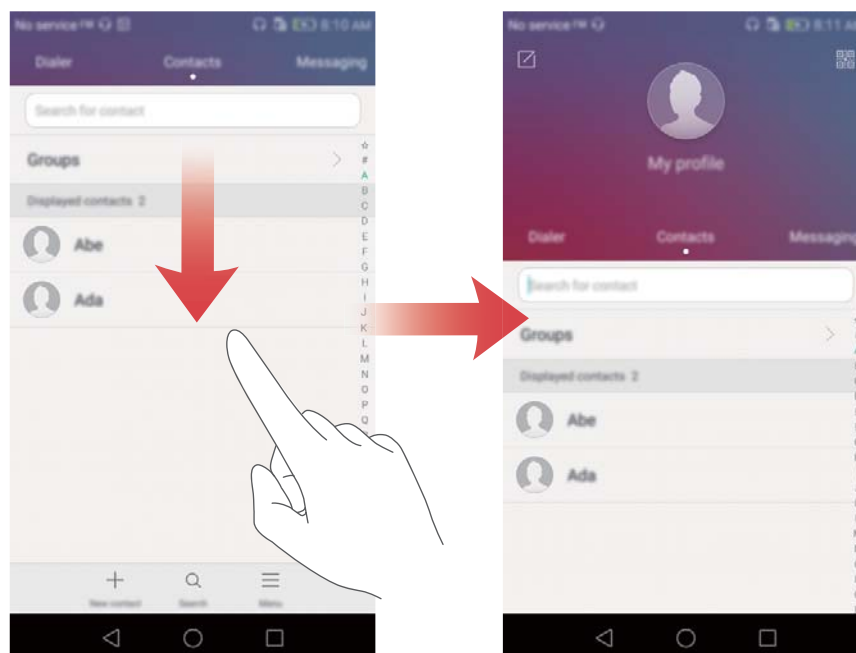 No service 8:10 AM
Dialer Contacts Messaging
Search for contact
Groups
☆
#
A
B
C
D
E
F
G
H
I
J
K
L
M
N
O
P
Q
Displayed contacts 2
Abe
Ada
New contact Search Menu
No service 8:11 AM
My profile
Dialer Contacts Messaging
Search for contact
Groups
Displayed contacts 2
Abe
Ada